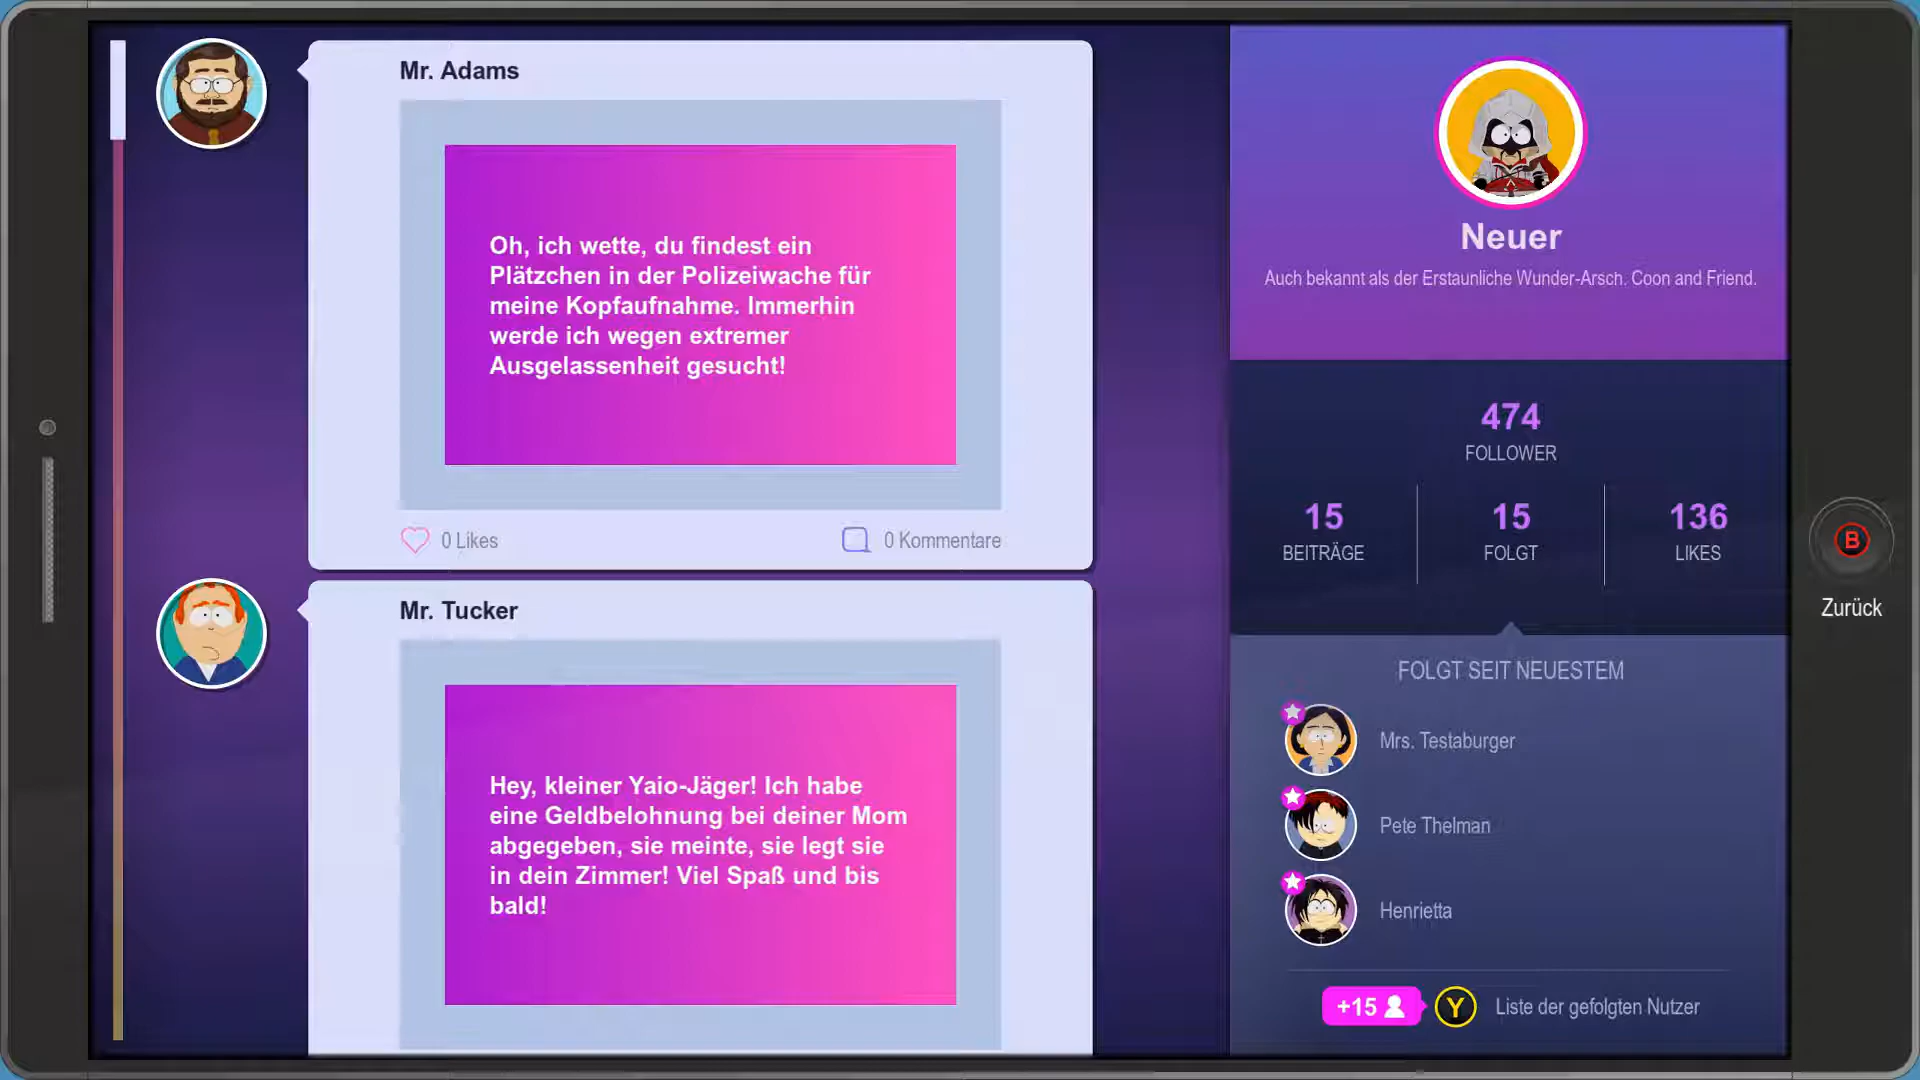 Mr. Adams
Oh, ich wette, du findest ein
Plätzchen in der Polizeiwache für
meine Kopfaufnahme. Immerhin
werde ich wegen extremer
Ausgelassenheit gesucht!
0 Likes
0 Kommentare
Mr. Tucker
Hey, kleiner Yaio-Jäger! Ich habe
eine Geldbelohnung bei deiner Mom
abgegeben, sie meinte, sie legt sie
in dein Zimmer! Viel Spaß und bis
bald!
Neuer
Auch bekannt als der Erstaunliche Wunder-Arsch. Coon and Friend.
474
FOLLOWER
15
BEITRÄGE
15
FOLGT
136
LIKES
FOLGT SEIT NEUESTEM
Mrs. Testaburger
Pete Thelman
Henrietta
+15
Y
Liste der gefolgten Nutzer
B
Zurück